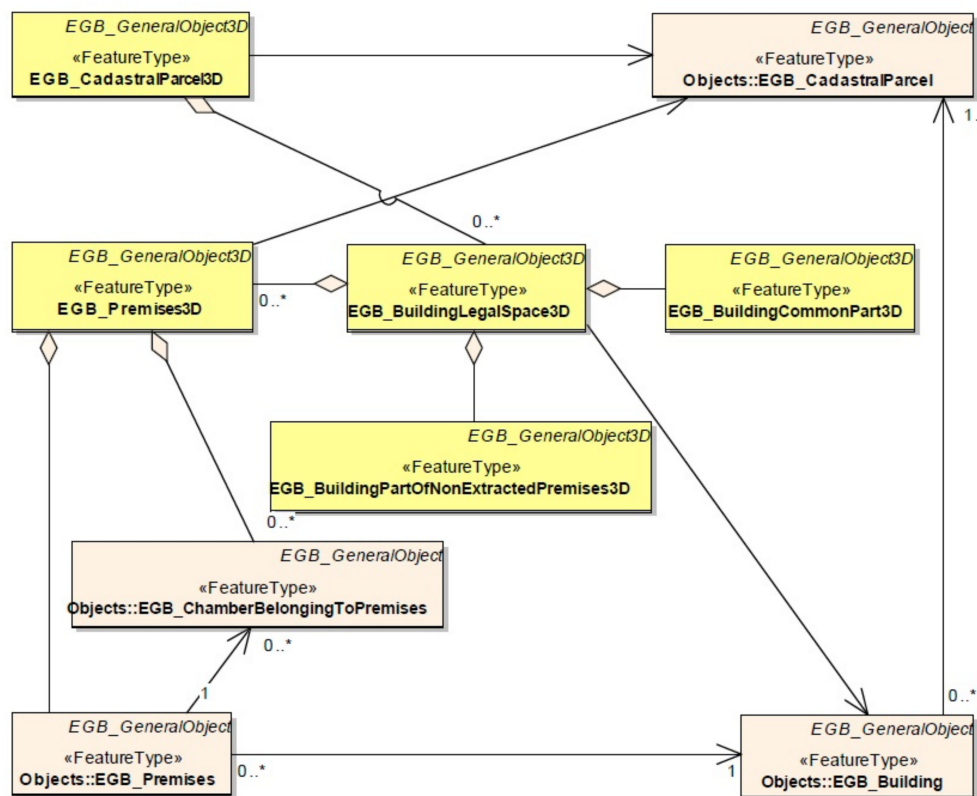 EGB_GeneralObject3D
«FeatureType»
EGB_CadastralParcel3D
EGB_GeneralObject
«FeatureType»
Objects::EGB_CadastralParcel
1..
0..*
EGB_GeneralObject3D
«FeatureType»
EGB_Premises3D
0..*
EGB_GeneralObject3D
«FeatureType»
EGB_BuildingLegalSpace3D
EGB_GeneralObject3D
«FeatureType»
EGB_BuildingCommonPart3D
EGB_GeneralObject3D
«FeatureType»
EGB_BuildingPartOfNonExtractedPremises3D
0..*
EGB_GeneralObject
«FeatureType»
Objects::EGB_ChamberBelongingToPremises
0..*
1
0..*
EGB_GeneralObject
«FeatureType»
Objects::EGB_Premises
0..*
1
EGB_GeneralObject
«FeatureType»
Objects::EGB_Building